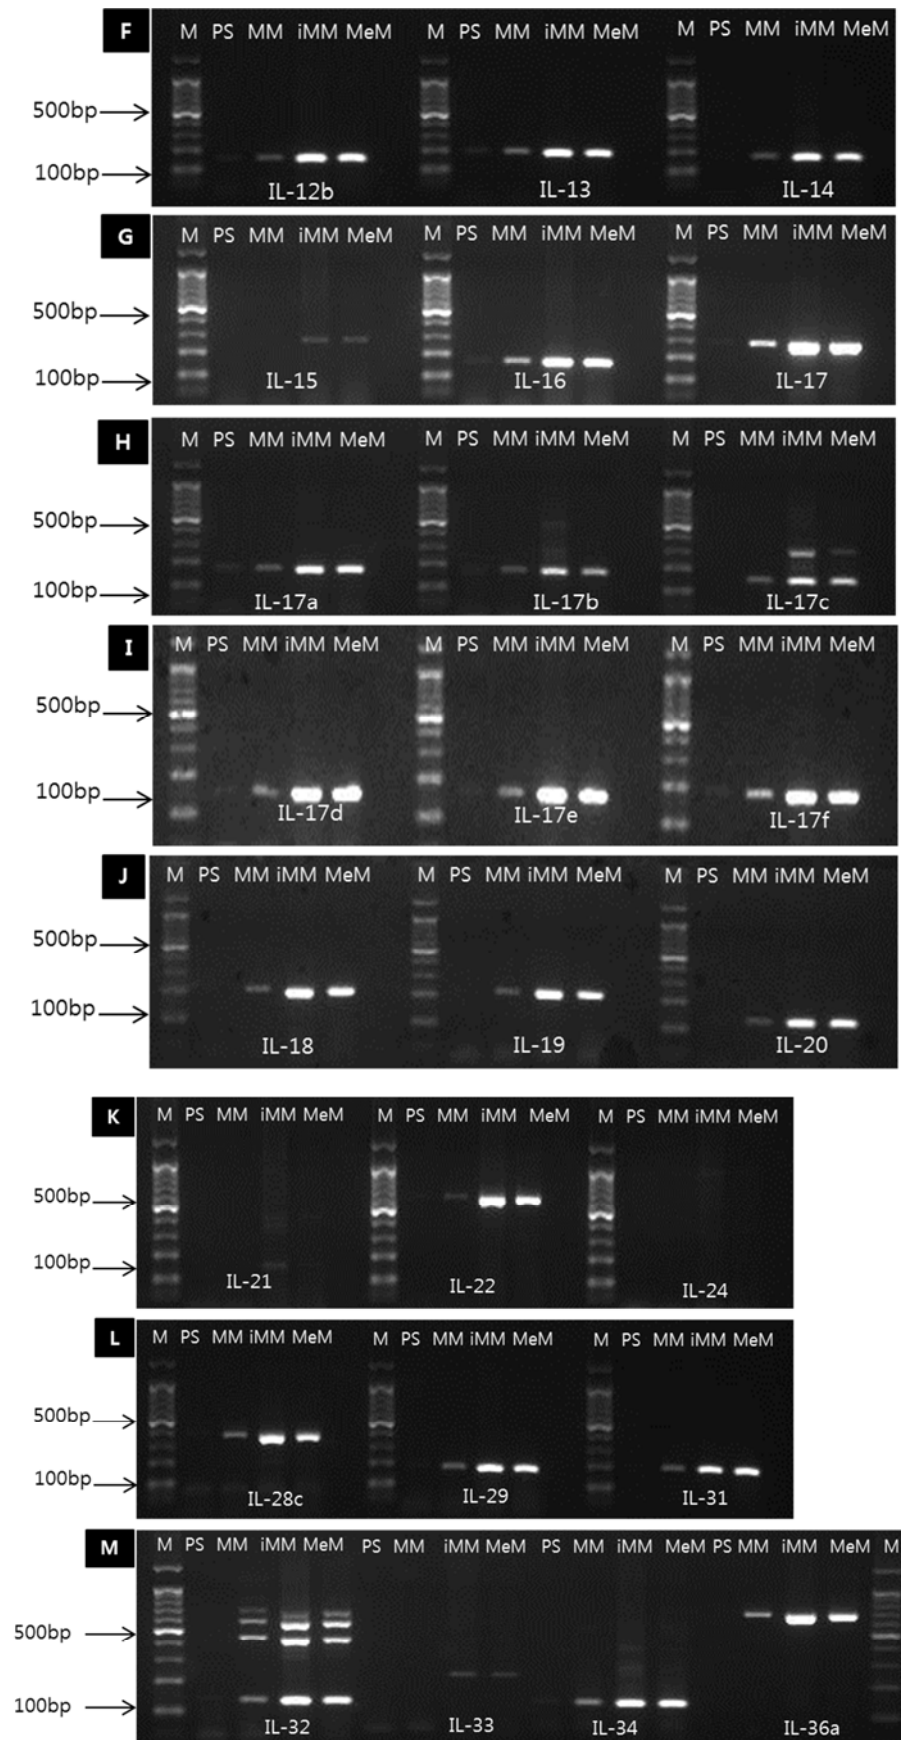 F M PS MM iMM MeM M PS MM iMM MeM M PS MM iMM MeM
500bp
100bp
IL-12b IL-13 IL-14
G M PS MM iMM MeM M PS MM iMM MeM M PS MM iMM MeM
500bp
100bp
IL-15 IL-16 IL-17
H M PS MM iMM MeM M PS MM iMM MeM M PS MM iMM MeM
500bp
100bp
IL-17a IL-17b IL-17c
I M PS MM iMM MeM M PS MM iMM MeM M PS MM iMM MeM
500bp
100bp
IL-17d IL-17e IL-17f
J M PS MM iMM MeM M PS MM iMM MeM M PS MM iMM MeM
500bp
100bp
IL-18 IL-19 IL-20
K M PS MM iMM MeM M PS MM iMM MeM M PS MM iMM MeM
500bp
100bp
IL-21 IL-22 IL-24
L M PS MM iMM MeM M PS MM iMM MeM M PS MM iMM MeM
500bp
100bp
IL-28c IL-29 IL-31
M M PS MM iMM MeM PS MM iMM MeM PS MM iMM MeM PS MM iMM MeM M
500bp
100bp
IL-32 IL-33 IL-34 IL-36a